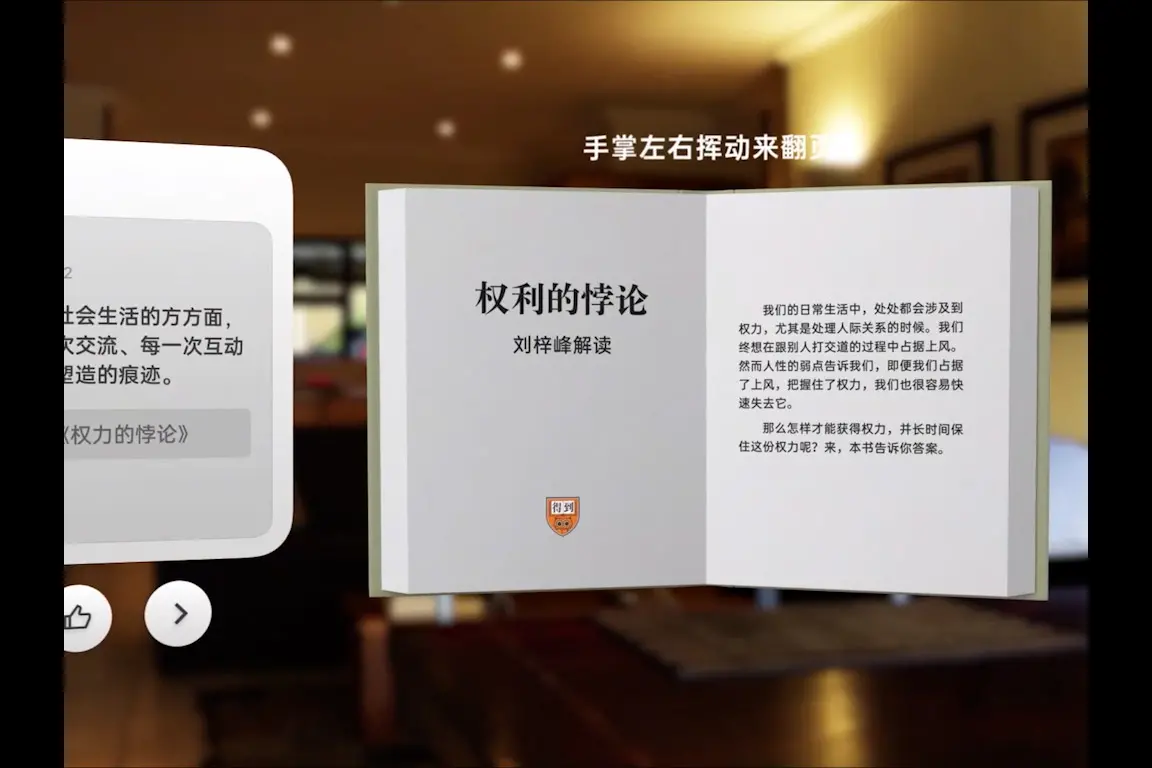 手掌左右挥动来翻页
2
社会生活的方方面，
次交流、每一次互动
塑造的痕迹。
《权力的悖论》
权利的悖论
刘梓峰解读
得到
我们的日常生活中，处处都会涉及到
权力，尤其是处理人际关系的时候。我们
终想在跟别人打交道的过程中占据上风。
然而人性的弱点告诉我们，即便我们占据
了上风，把握住了权力，我们也很容易快
速失去它。
那么怎样才能获得权力，并长时间保
住这份权力呢？来，本书告诉你答案。